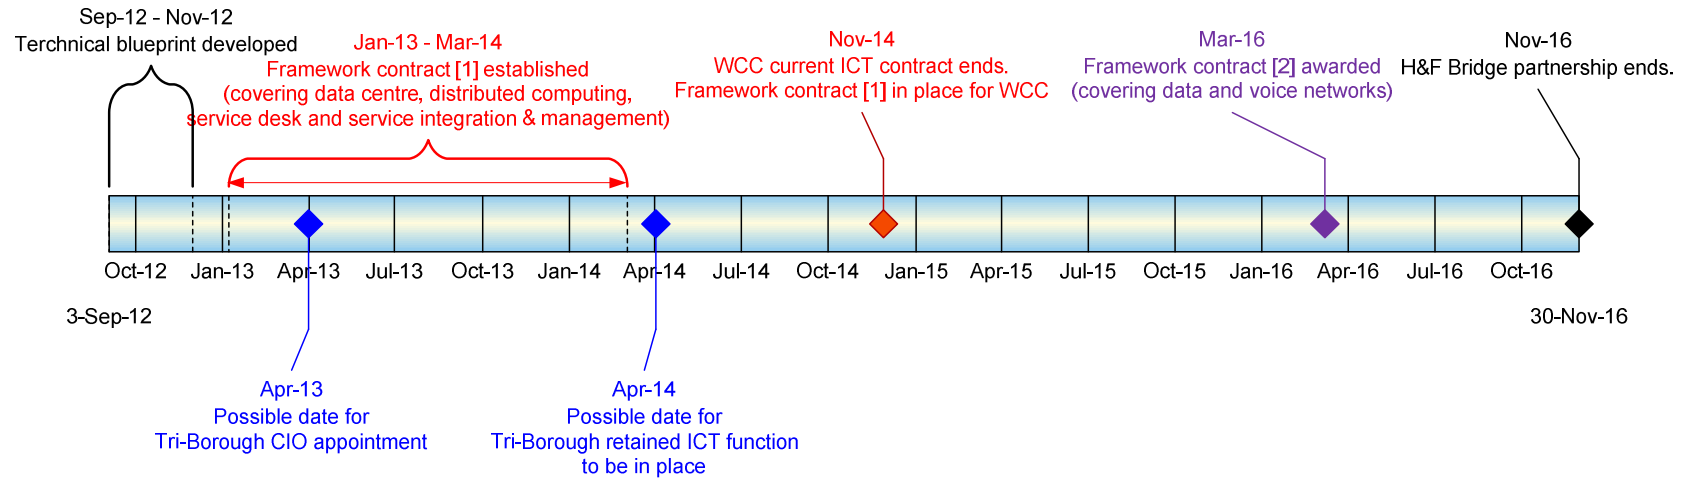 Sep-12 - Nov-12
Terchnical blueprint developed
Jan-13 - Mar-14
Framework contract [1] established
(covering data centre, distributed computing,
service desk and service integration & management)
Nov-14
WCC current ICT contract ends.
Framework contract [1] in place for WCC
Mar-16
Framework contract [2] awarded
(covering data and voice networks)
Nov-16
H&F Bridge partnership ends.
Oct-12 Jan-13 Apr-13 Jul-13 Oct-13 Jan-14 Apr-14 Jul-14 Oct-14 Jan-15 Apr-15 Jul-15 Oct-15 Jan-16 Apr-16 Jul-16 Oct-16
3-Sep-12
30-Nov-16
Apr-13
Possible date for
Tri-Borough CIO appointment
Apr-14
Possible date for
Tri-Borough retained ICT function
to be in place